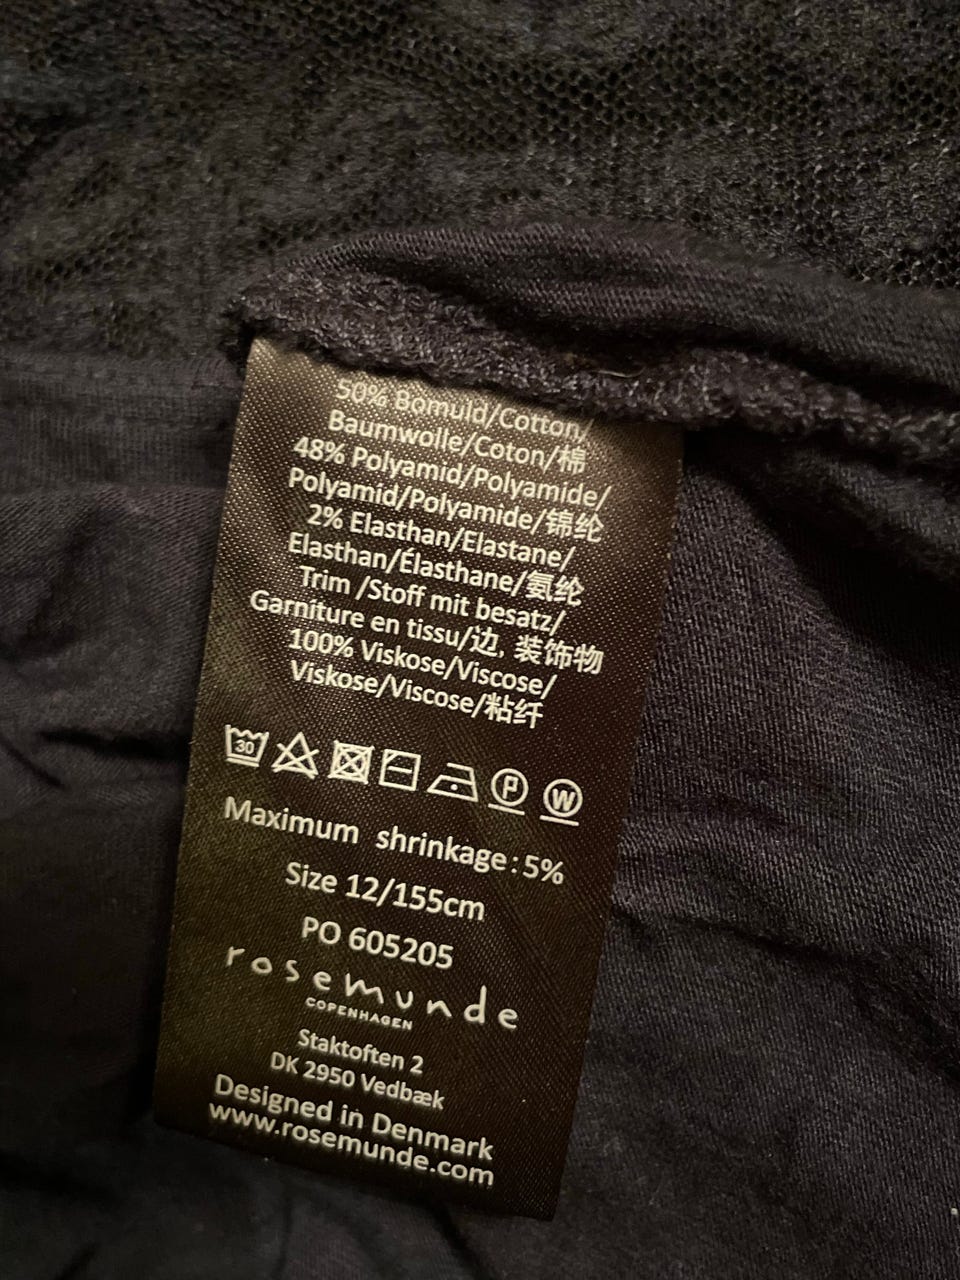 50% Bomuld/Cotton/
Baumwolle/Coton/棉
48% Polyamid/Polyamide/
Polyamid/Polyamide/锦纶
2% Elasthan/Elastane/
Elasthan/Élasthane/氨纶
Trim /Stoff mit besatz/
Garniture en tissu/边, 装饰物
100% Viskose/Viscose/
Viskose/Viscose/粘纤
30 P W
Maximum shrinkage:5%
Size 12/155cm
PO 605205
rosemunde
COPENHAGEN
Staktoften 2
DK 2950 Vedbæk
Designed in Denmark
www.rosemunde.com